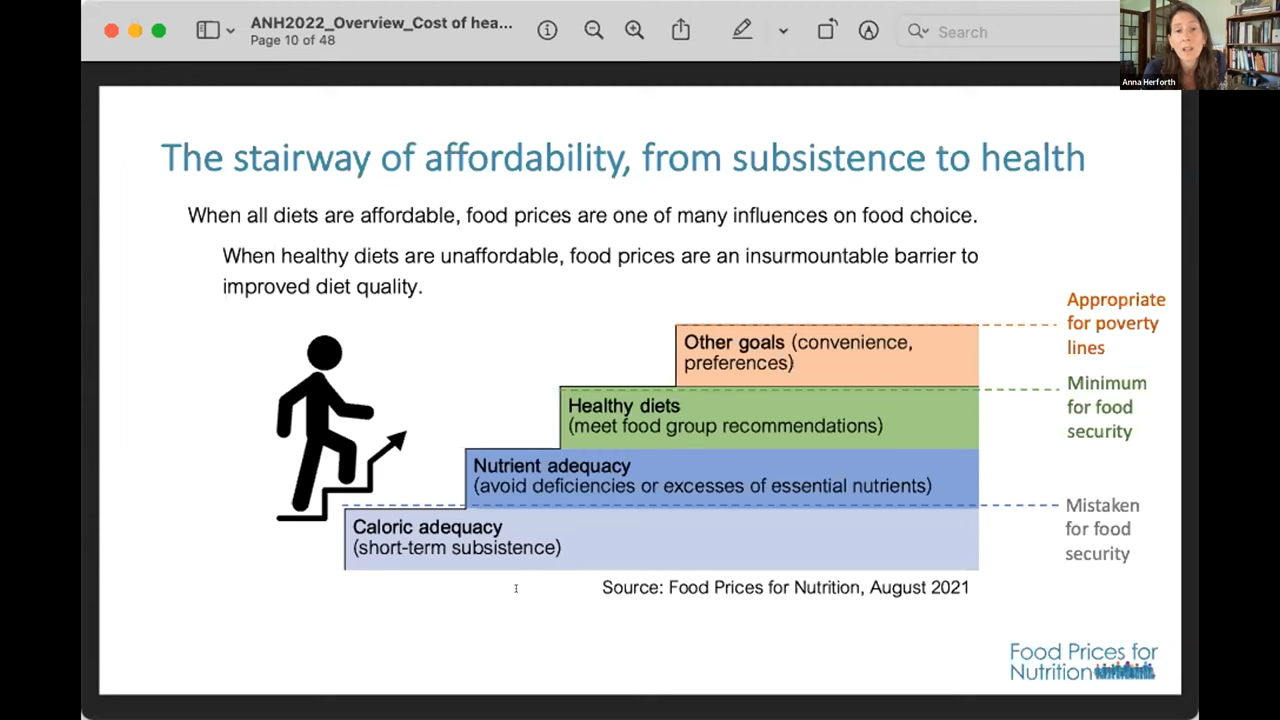 ANH2022_Overview_Cost of hea...
Page 10 of 48
Search
Anna Herforth
The stairway of affordability, from subsistence to health
When all diets are affordable, food prices are one of many influences on food choice.
When healthy diets are unaffordable, food prices are an insurmountable barrier to
improved diet quality.
Appropriate
for poverty
lines
Other goals (convenience,
preferences)
Minimum
for food
security
Healthy diets
(meet food group recommendations)
Nutrient adequacy
(avoid deficiencies or excesses of essential nutrients)
Mistaken
for food
security
Caloric adequacy
(short-term subsistence)
Source: Food Prices for Nutrition, August 2021
Food Prices for
Nutrition